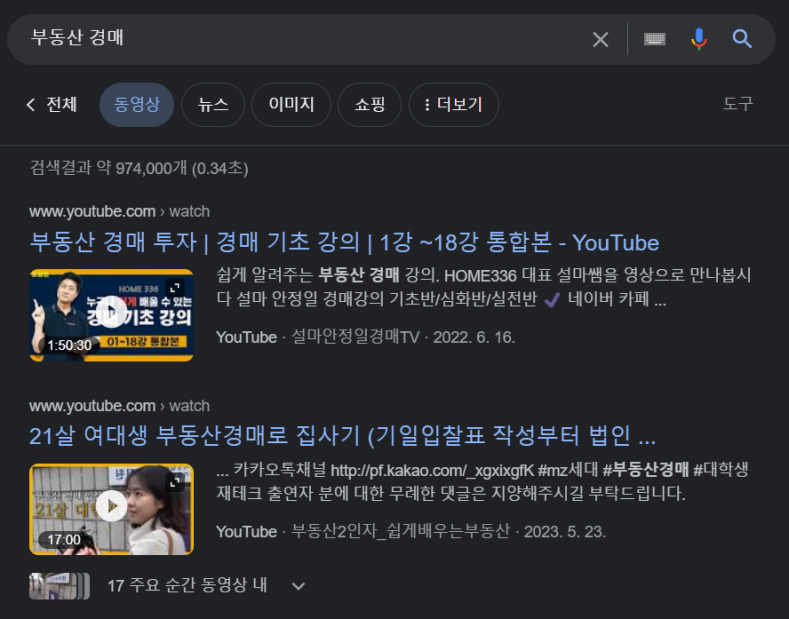 부동산 경매
전체 동영상 뉴스 이미지 쇼핑 더보기 도구
검색결과 약 974,000개 (0.34초)
www.youtube.com › watch
부동산 경매 투자 | 경매 기초 강의 | 1강 ~18강 통합본 - YouTube
HOME 336
누구나 쉽게 배울 수 있는
경매 기초 강의
01~18강 통합본
1:50:30
쉽게 알려주는 부동산 경매 강의. HOME336 대표 설마쌤을 영상으로 만나봅시
다 설마 안정일 경매강의 기초반/심화반/실전반 ✔ 네이버 카페 ...
YouTube · 설마안정일경매TV · 2022. 6. 16.
www.youtube.com › watch
21살 여대생 부동산경매로 집사기 (기일입찰표 작성부터 법인 ...
21살 대학
17:00
... 카카오톡채널 http://pf.kakao.com/_xgxixgfK #mz세대 #부동산경매 #대학생
재테크 출연자 분에 대한 무례한 댓글은 지양해주시길 부탁드립니다.
YouTube · 부동산2인자_쉽게배우는부동산 · 2023. 5. 23.
17 주요 순간 동영상 내